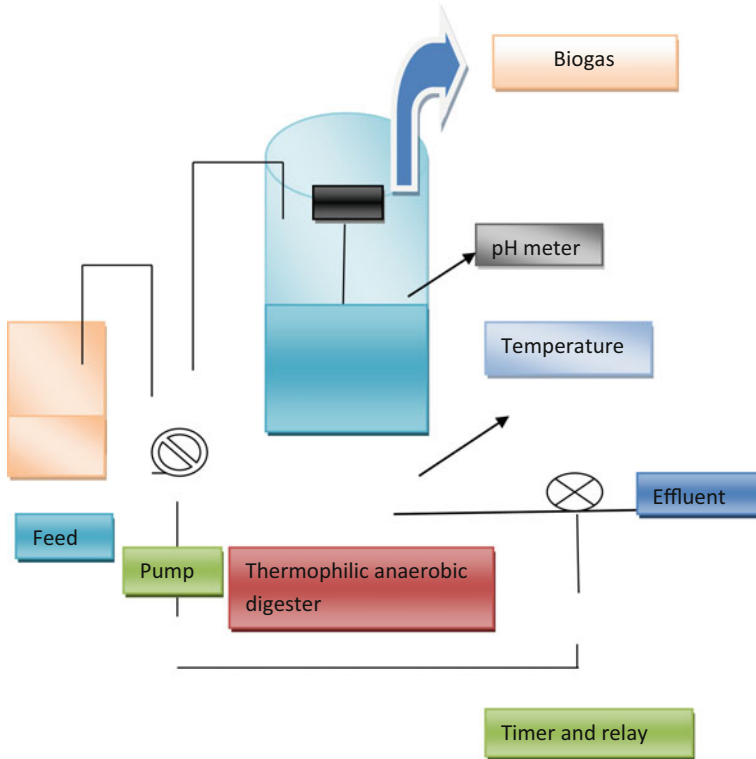 Biogas
pH meter
Temperature
Effluent
Feed
Pump
Thermophilic anaerobic
digester
Timer and relay